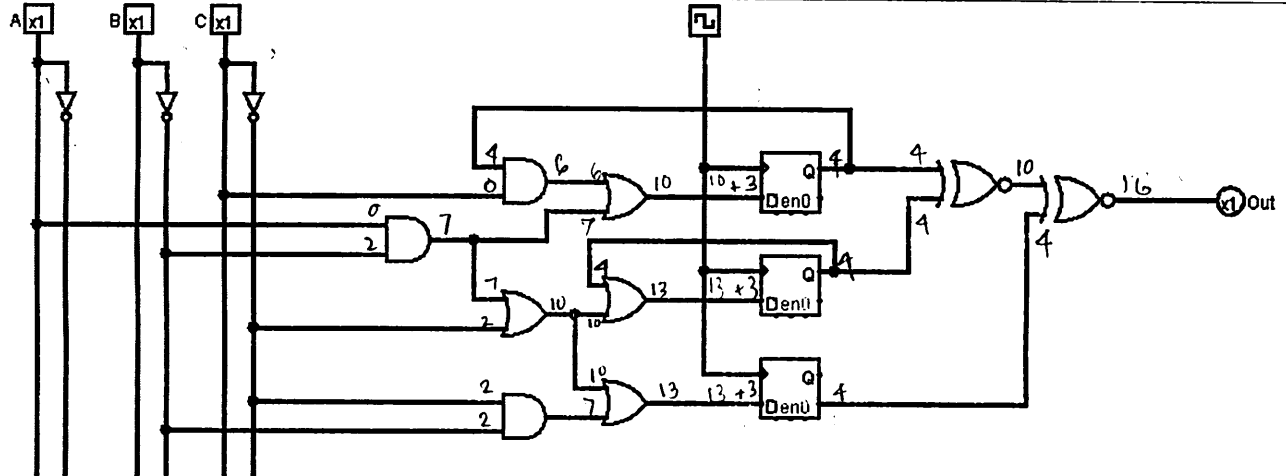 A x1 B x1 C x1
4 6 6 10 10 +3 Q 4 4 10 16 x1 Out
0 Den0
0 7 7 4 4
2
4 13 13 +3 Q 4
7 10 10 Den0
2
2 10 13 13 +3 Q 4
2 7 Den0